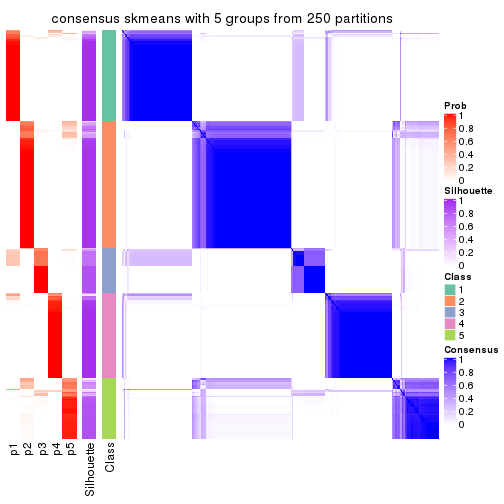 consensus skmeans with 5 groups from 250 partitions
Prob
1
0.8
0.6
0.4
0.2
0
Silhouette
1
0.8
0.6
0.4
0.2
0
Class
1
2
3
4
5
Consensus
1
0.8
0.6
0.4
0.2
0
p1
p2
p3
p4
p5
Silhouette
Class